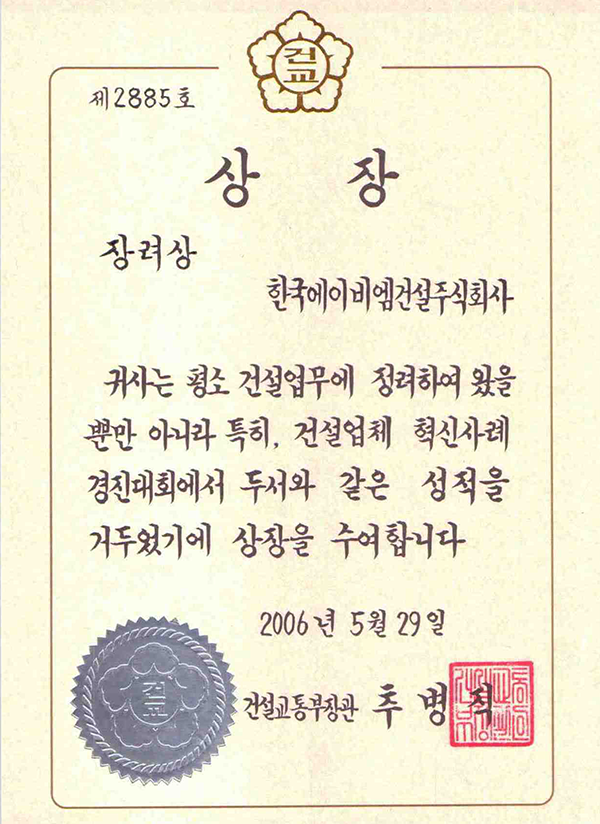 건
교
제2885호
상 장
장려상
한국에이비엠건설주식회사
귀사는 평소 건설업무에 정려하여 왔을
뿐만 아니라 특히, 건설업체 혁신사례
경진대회에서 두서와 같은 성적을
거두었기에 상장을 수여합니다
2006년 5월 29일
건설교통부장관 추병직
건
교